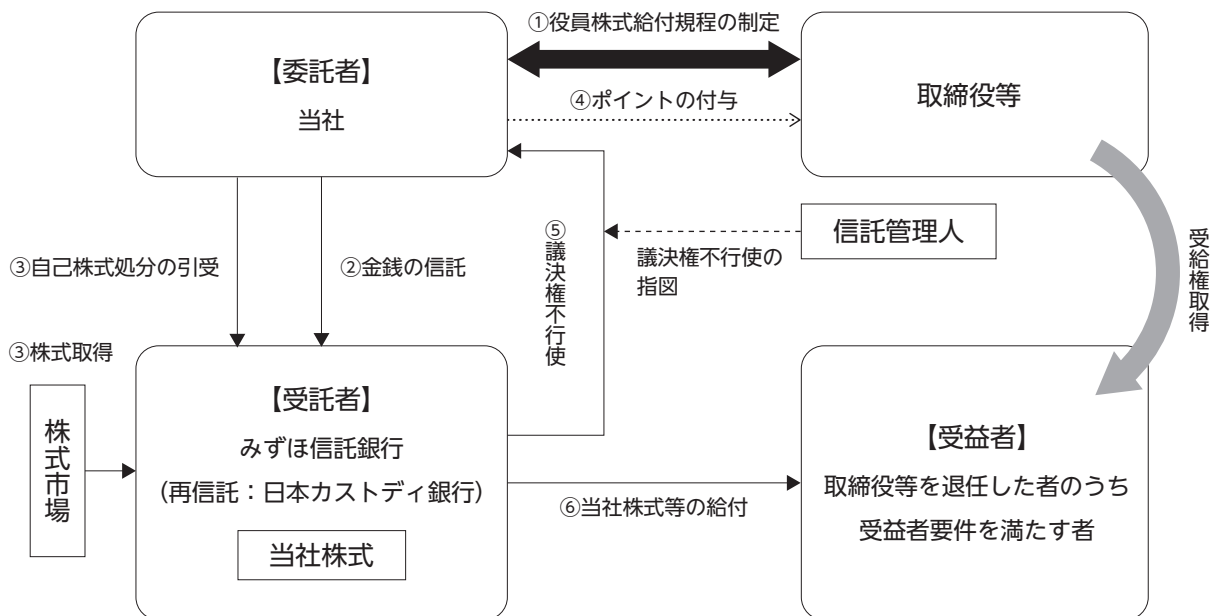 ①役員株式給付規程の制定
【委託者】
当社
④ポイントの付与
取締役等
③自己株式処分の引受
②金銭の信託
⑤議決権不行使
信託管理人
議決権不行使の
指図
受給権取得
③株式取得
株式市場
【受託者】
みずほ信託銀行
(再信託：日本カストディ銀行)
当社株式
⑥当社株式等の給付
【受益者】
取締役等を退任した者のうち
受益者要件を満たす者